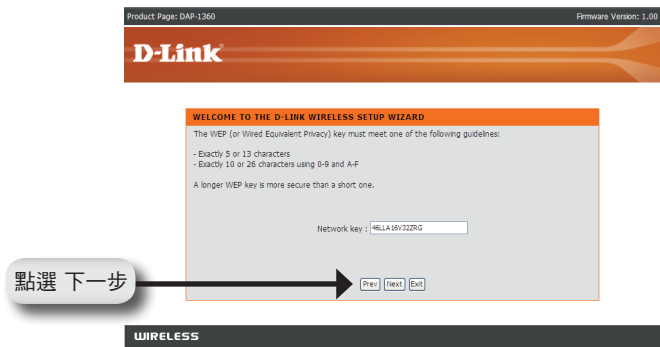 Product Page: DAP-1360 Firmware Version: 1.00
D-Link
WELCOME TO THE D-LINK WIRELESS SETUP WIZARD
The WEP (or Wired Equivalent Privacy) key must meet one of the following guidelines:
- Exactly 5 or 13 characters
- Exactly 10 or 26 characters using 0-9 and A-F
A longer WEP key is more secure than a short one.
Network key : 46LLA16V32ZRG
點選 下一步
Prev Next Exit
WIRELESS